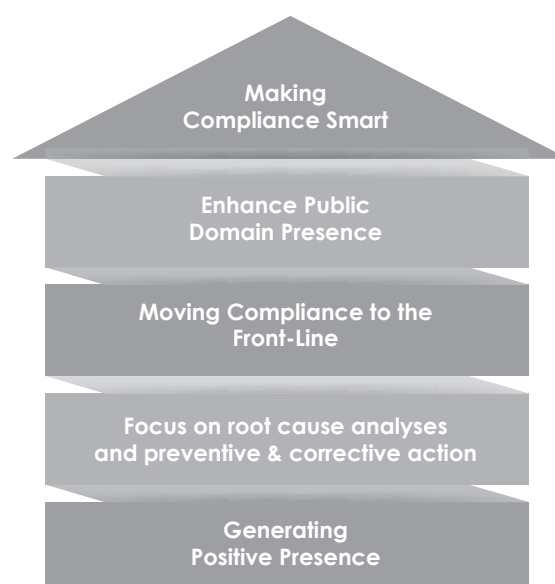 Making
Compliance Smart
Enhance Public
Domain Presence
Moving Compliance to the
Front-Line
Focus on root cause analyses
and preventive & corrective action
Generating
Positive Presence